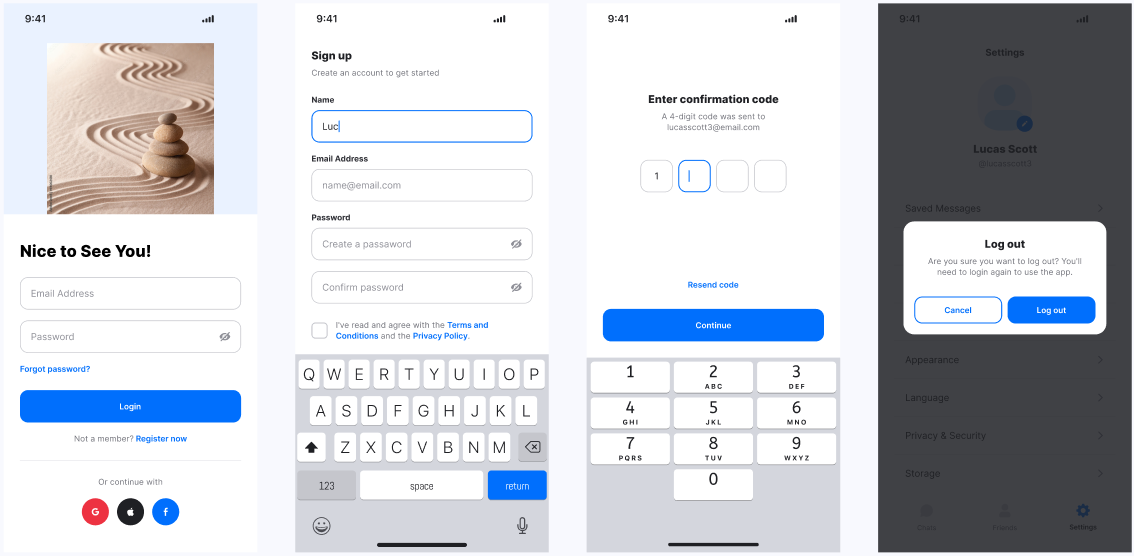 9:41
Nice to See You!
Email Address
Password
Forgot password?
Login
Not a member? Register now
Or continue with
G
f
9:41
Sign up
Create an account to get started
Name
Luc
Email Address
name@email.com
Password
Create a passaword
Confirm password
I've read and agree with the Terms and
Conditions and the Privacy Policy.
Q W E R T Y U I O P
A S D F G H J K L
Z X C V B N M
123 space return
9:41
Enter confirmation code
A 4-digit code was sent to
lucasscott3@email.com
1
Resend code
Continue
1 2 3
ABC DEF
4 5 6
GHI JKL MNO
7 8 9
PQRS TUV WXYZ
0
9:41
Settings
Lucas Scott
@lucasscott3
Saved Messages
Log out
Are you sure you want to log out? You'll
need to login again to use the app.
Cancel Log out
Appearance
Language
Privacy & Security
Storage
Chats Friends Settings